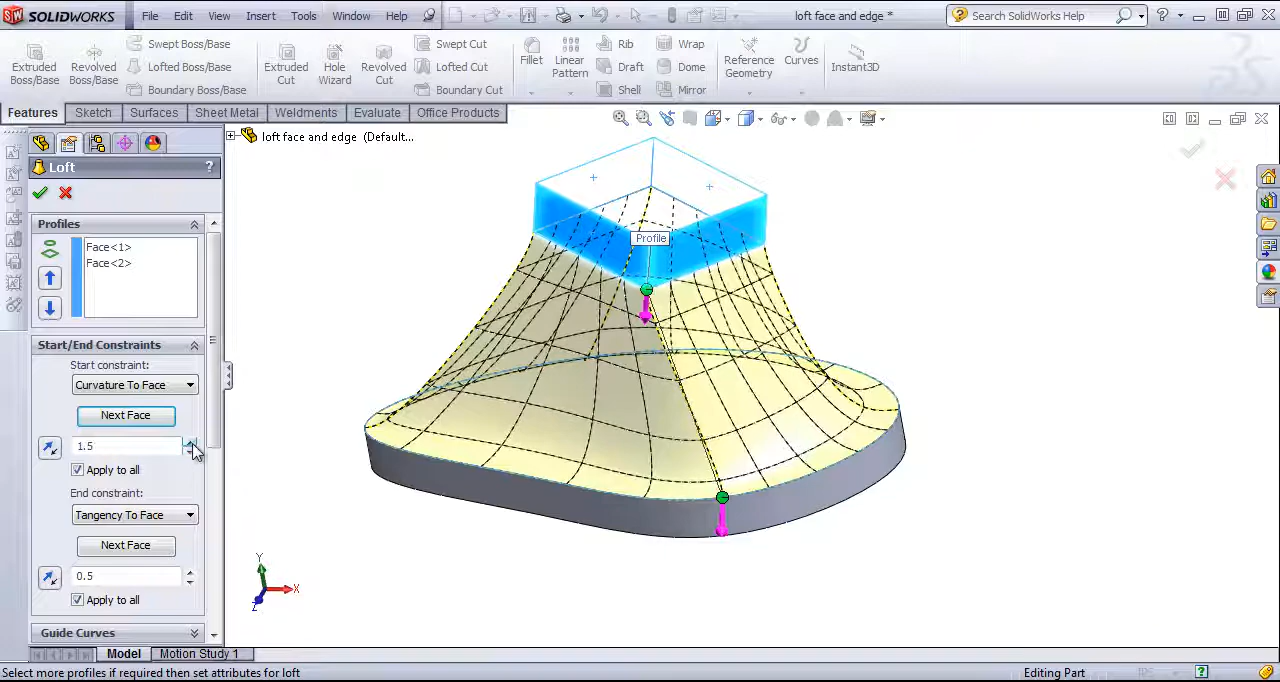 SOLIDWORKS File Edit View Insert Tools Window Help loft face and edge * Search SolidWorks Help
Extruded Boss/Base
Revolved Boss/Base
Swept Boss/Base
Lofted Boss/Base
Boundary Boss/Base
Extruded Cut
Hole Wizard
Revolved Cut
Swept Cut
Lofted Cut
Boundary Cut
Fillet
Linear Pattern
Rib
Draft
Shell
Wrap
Dome
Mirror
Reference Geometry
Curves
Instant3D
Features Sketch Surfaces Sheet Metal Weldments Evaluate Office Products
loft face and edge (Default...
Loft ?
Profiles
Face<1>
Face<2>
Start/End Constraints
Start constraint:
Curvature To Face
Next Face
1.5
Apply to all
End constraint:
Tangency To Face
Next Face
0.5
Apply to all
Guide Curves
Profile
Y
X
Z
Model Motion Study 1
Select more profiles if required then set attributes for loft Editing Part